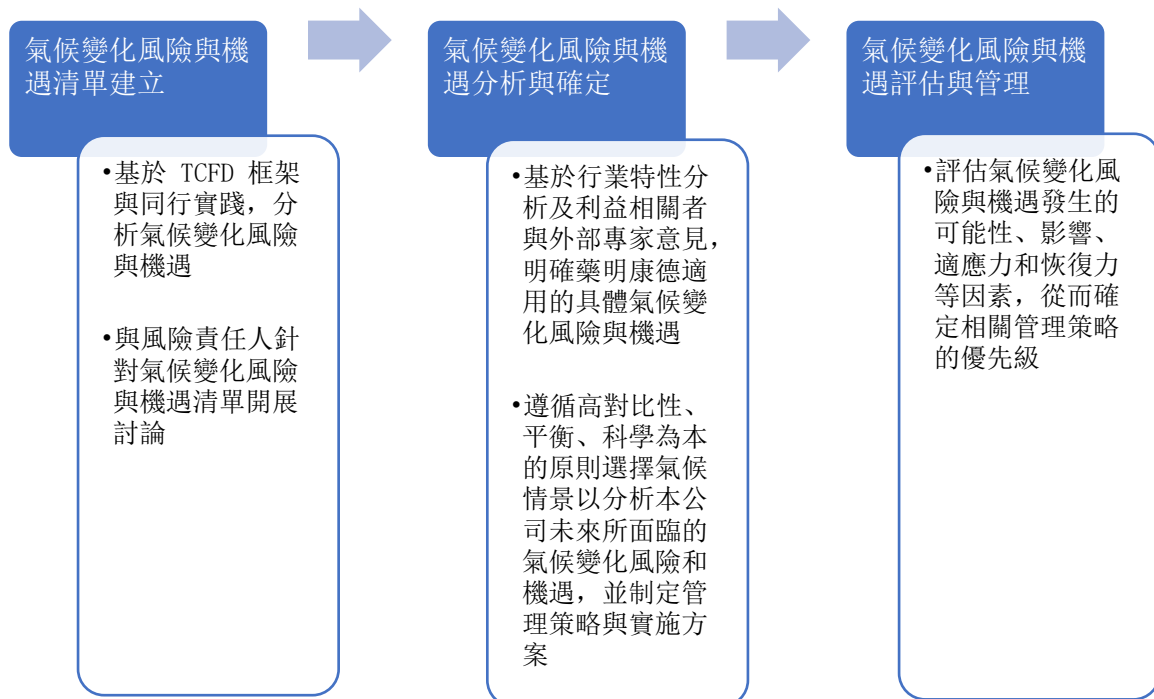 氣候變化風險與機
遇清單建立
•基於 TCFD 框架
與同行實踐，分
析氣候變化風險
與機遇
•與風險責任人針
對氣候變化風險
與機遇清單開展
討論
氣候變化風險與機
遇分析與確定
•基於行業特性分
析及利益相關者
與外部專家意見，
明確藥明康德適
用的具體氣候變
化風險與機遇
•遵循高對比性、
平衡、科學為本
的原則選擇氣候
情景以分析本公
司未來所面臨的
氣候變化風險和
機遇，並制定管
理策略與實施方
案
氣候變化風險與機
遇評估與管理
•評估氣候變化風
險與機遇發生的
可能性、影響、
適應力和恢復力
等因素，從而確
定相關管理策略
的優先級